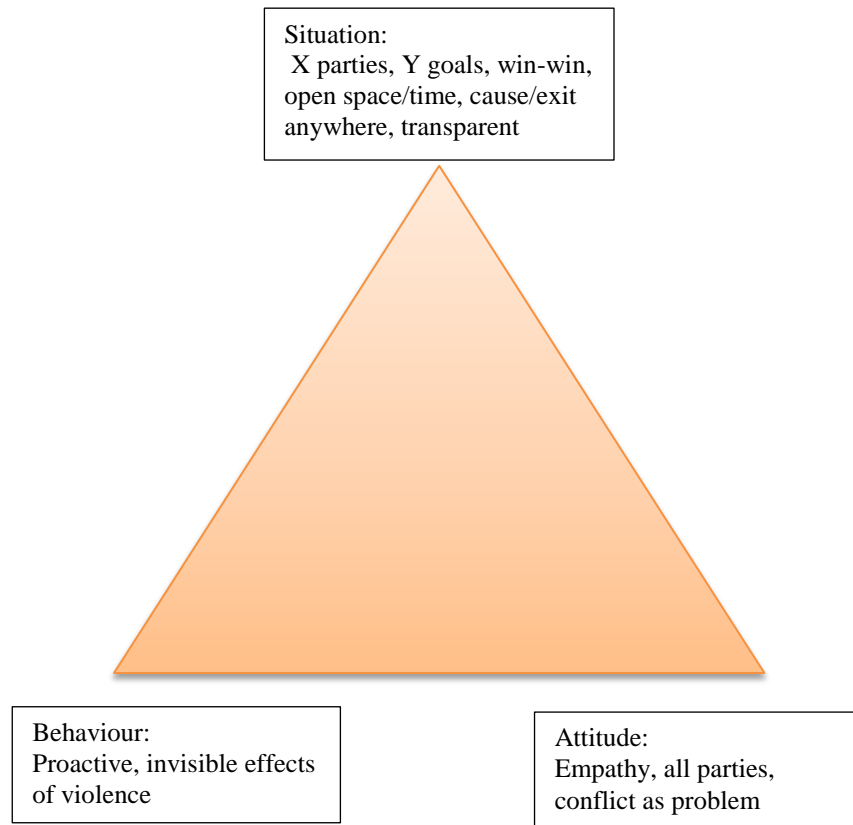 Situation:
X parties, Y goals, win-win,
open space/time, cause/exit
anywhere, transparent
Behaviour:
Proactive, invisible effects
of violence
Attitude:
Empathy, all parties,
conflict as problem